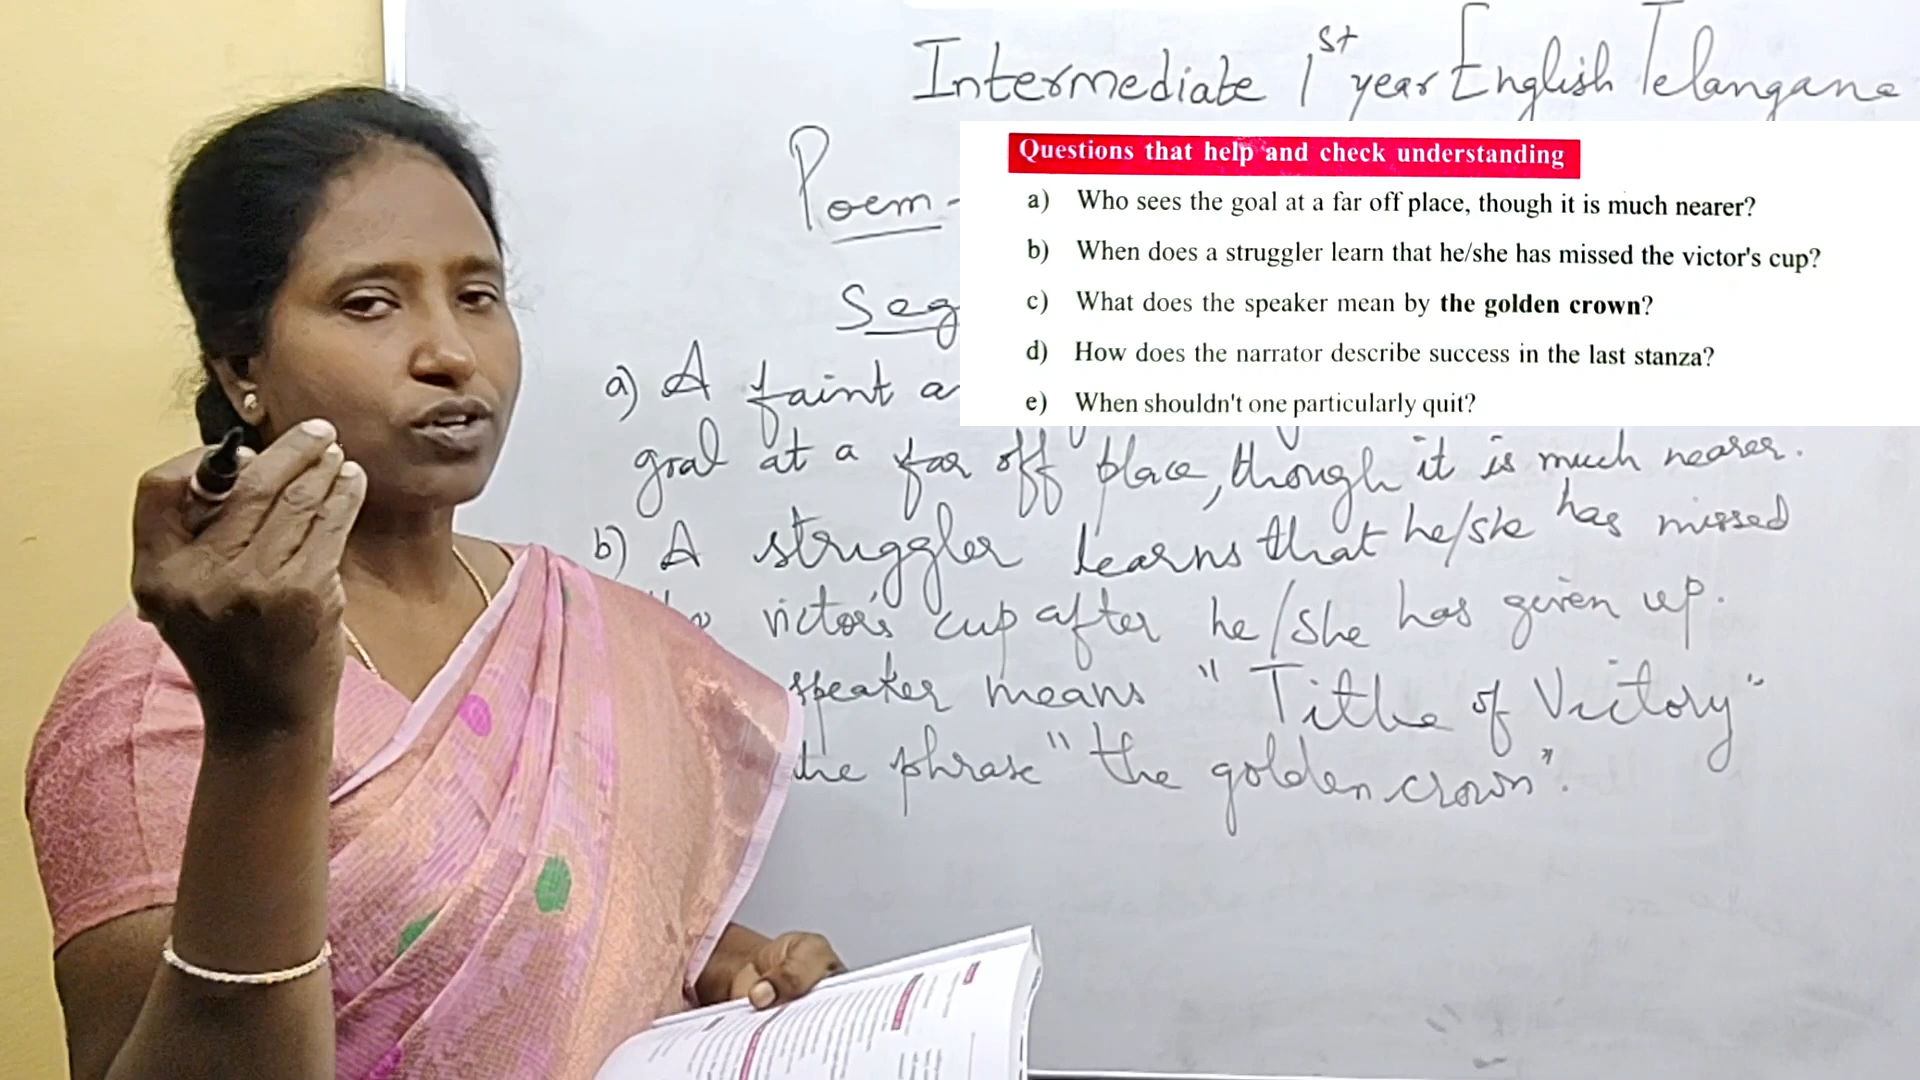 Intermediate 1st year English Telangana
Poem -
Questions that help and check understanding
a) Who sees the goal at a far off place, though it is much nearer?
b) When does a struggler learn that he/she has missed the victor's cup?
c) What does the speaker mean by the golden crown?
d) How does the narrator describe success in the last stanza?
e) When shouldn't one particularly quit?
Seg
a) A faint a
goal at a far off place, though it is much nearer.
b) A struggler learns that he/she has missed
victor's cup after he/she has given up.
speaker means "Title of Victory"
the phrase "the golden crown".